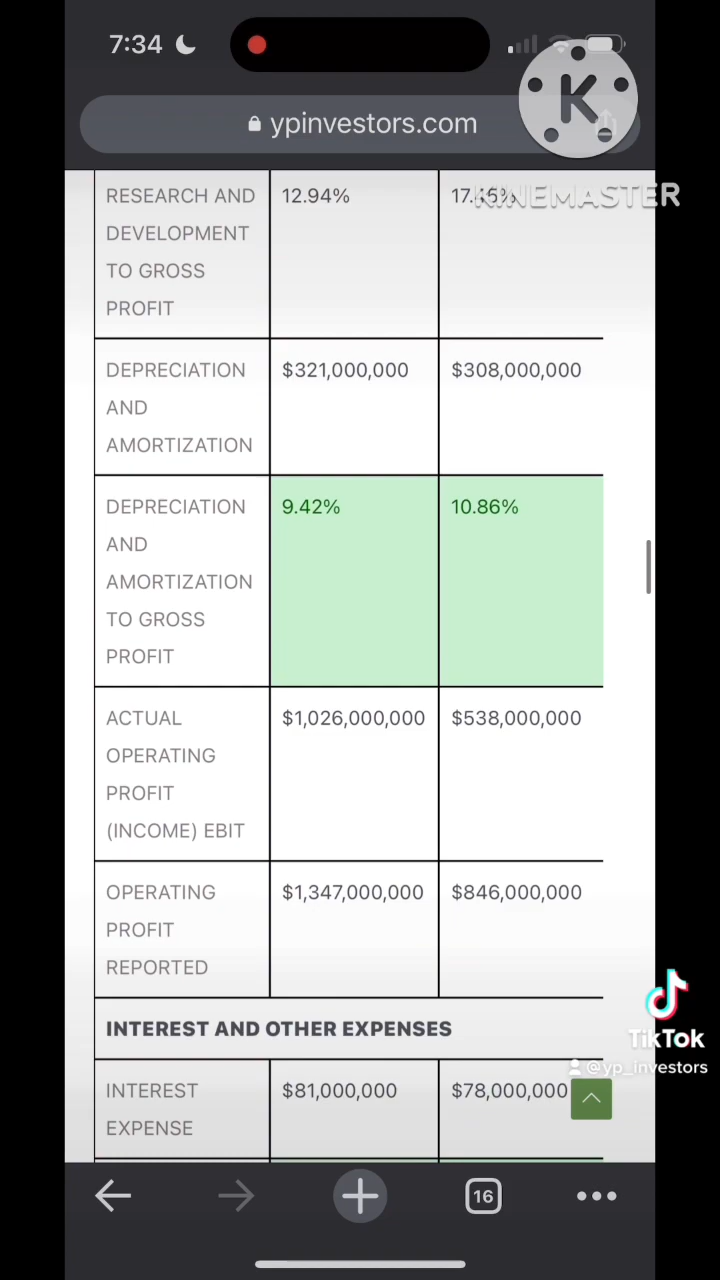 7:34
ypinvestors.com
K
KINEMASTER
RESEARCH AND
DEVELOPMENT
TO GROSS
PROFIT
12.94%
17.45%
DEPRECIATION
AND
AMORTIZATION
$321,000,000
$308,000,000
DEPRECIATION
AND
AMORTIZATION
TO GROSS
PROFIT
9.42%
10.86%
ACTUAL
OPERATING
PROFIT
(INCOME) EBIT
$1,026,000,000
$538,000,000
OPERATING
PROFIT
REPORTED
$1,347,000,000
$846,000,000
INTEREST AND OTHER EXPENSES
INTEREST
EXPENSE
$81,000,000
$78,000,000
TikTok
@yp_investors
16